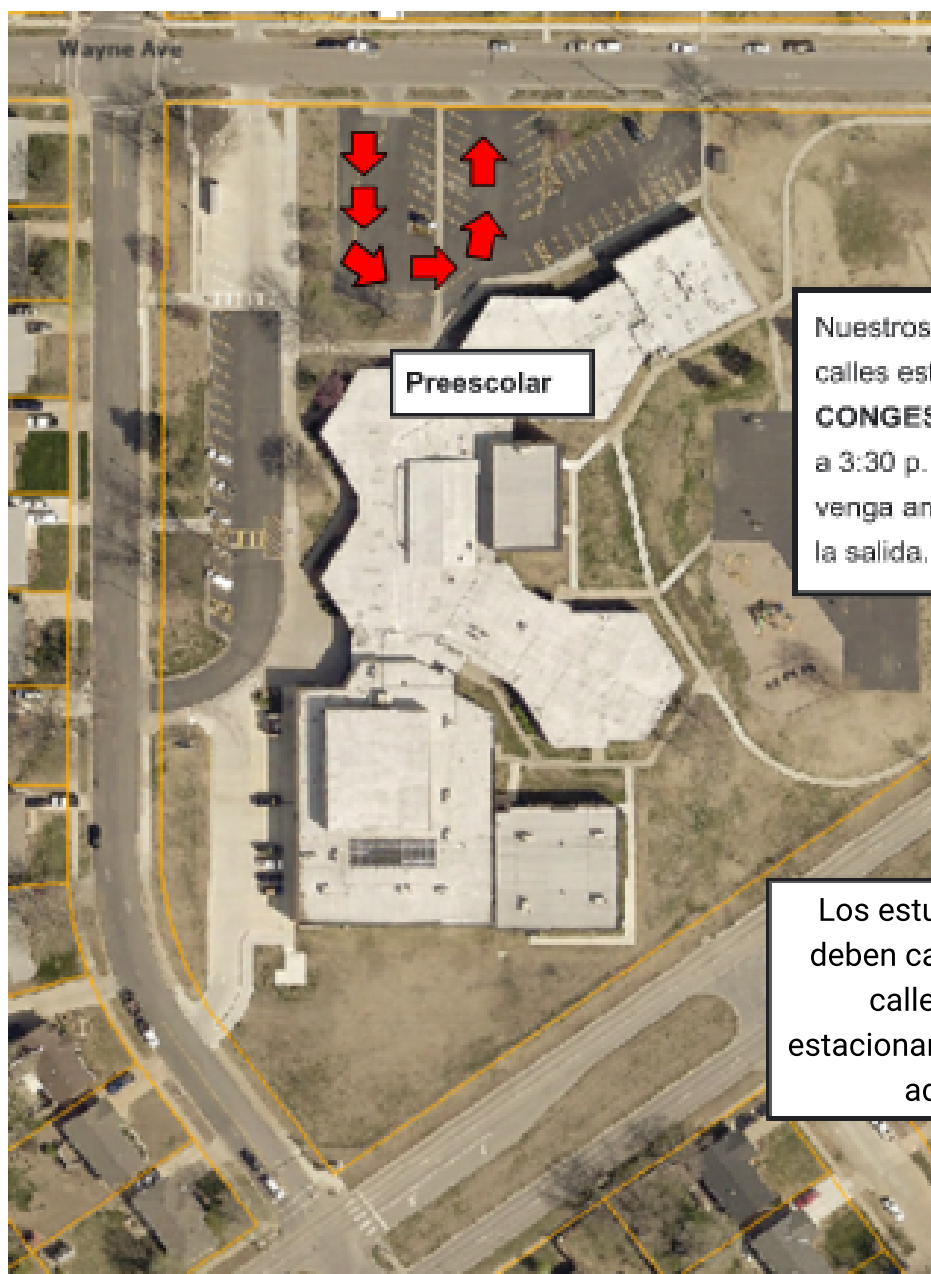 Wayne Ave
Preescolar
Nuestros
calles est
CONGES
a 3:30 p.
venga an
la salida.
Los estu
deben ca
calle
estacionar
ad